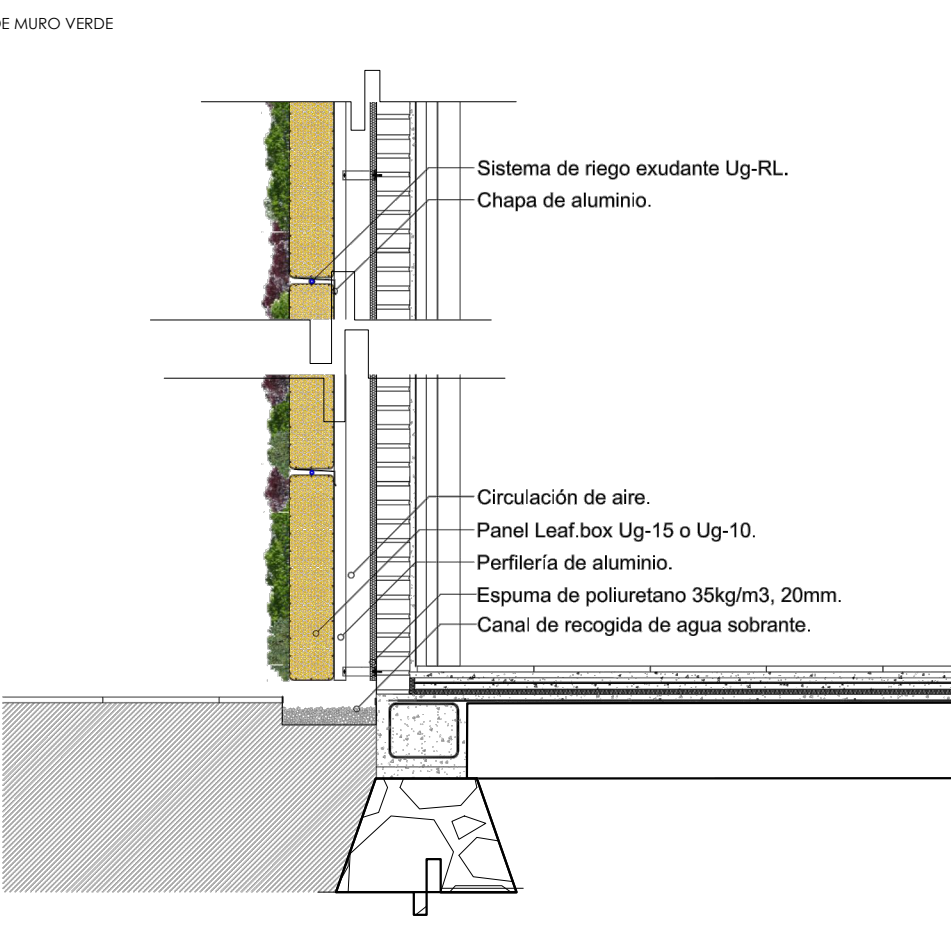 DE MURO VERDE
Sistema de riego exudante Ug-RL.
Chapa de aluminio.
Circulación de aire.
Panel Leaf.box Ug-15 o Ug-10.
Perfilería de aluminio.
Espuma de poliuretano 35kg/m3, 20mm.
Canal de recogida de agua sobrante.